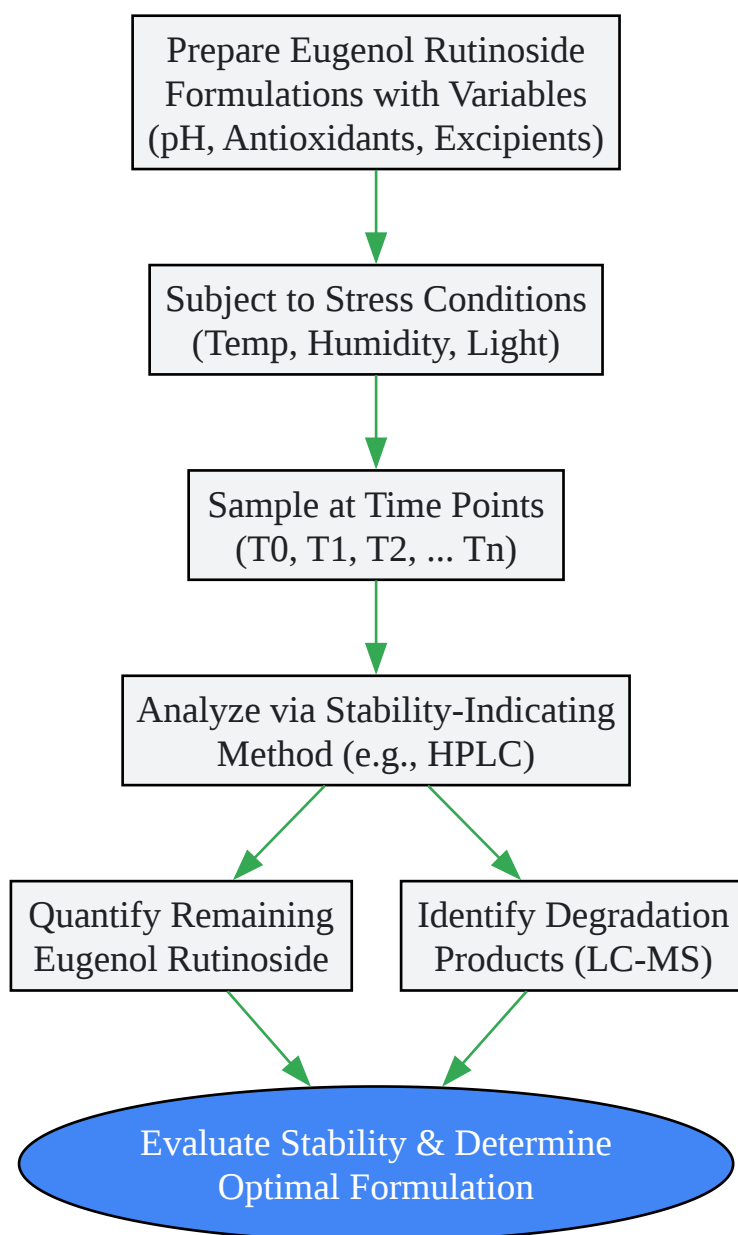 Prepare Eugenol Rutinoside
Formulations with Variables
(pH, Antioxidants, Excipients)
Subject to Stress Conditions
(Temp, Humidity, Light)
Sample at Time Points
(T0, T1, T2, ... Tn)
Analyze via Stability-Indicating
Method (e.g., HPLC)
Quantify Remaining
Eugenol Rutinoside
Identify Degradation
Products (LC-MS)
Evaluate Stability & Determine
Optimal Formulation